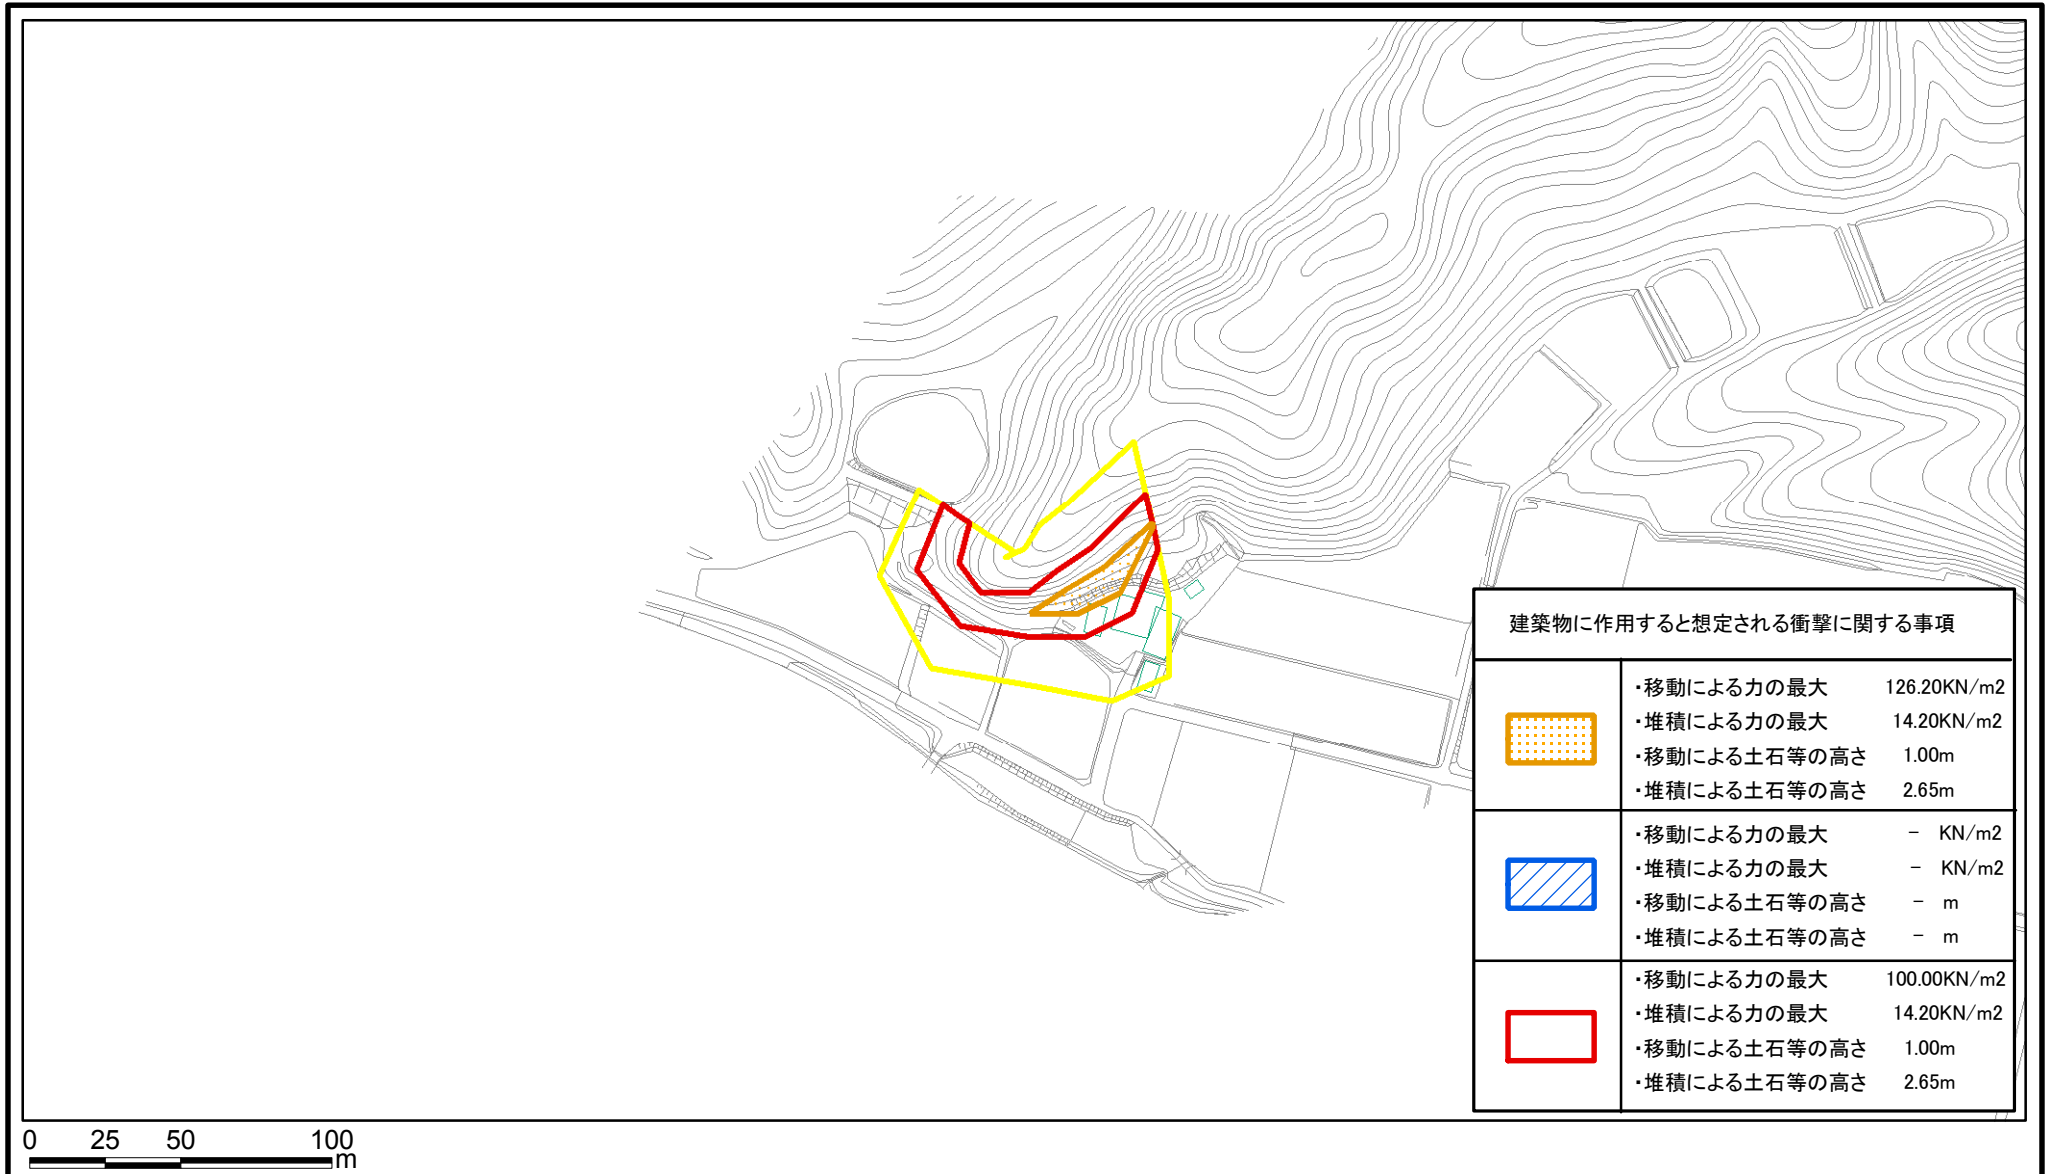 建築物に作用すると想定される衝撃に関する事項
・移動による力の最大 126.20KN/m2
・堆積による力の最大 14.20KN/m2
・移動による土石等の高さ 1.00m
・堆積による土石等の高さ 2.65m
・移動による力の最大 － KN/m2
・堆積による力の最大 － KN/m2
・移動による土石等の高さ － m
・堆積による土石等の高さ － m
・移動による力の最大 100.00KN/m2
・堆積による力の最大 14.20KN/m2
・移動による土石等の高さ 1.00m
・堆積による土石等の高さ 2.65m
0 25 50 100
m